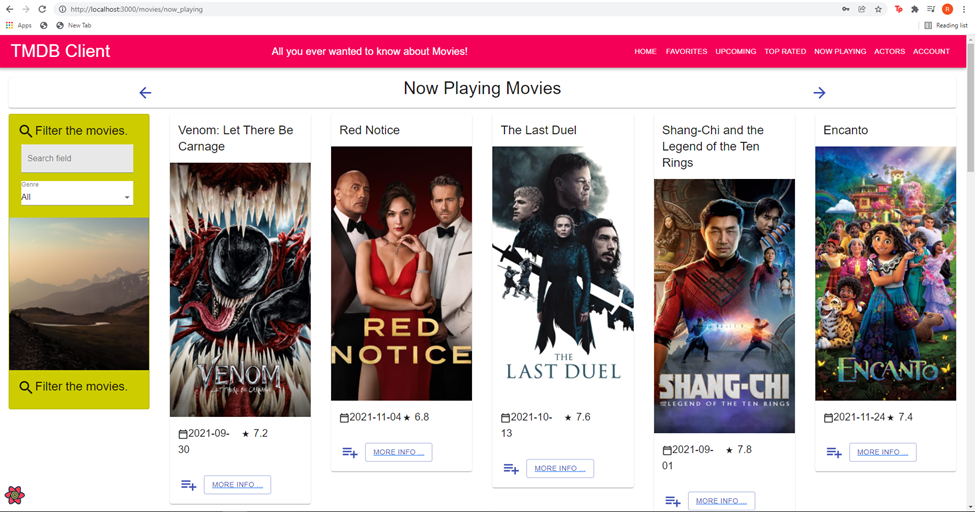 http://localhost:3000/movies/now_playing
Apps
New Tab
Reading list
TMDB Client
All you ever wanted to know about Movies!
HOME FAVORITES UPCOMING TOP RATED NOW PLAYING ACTORS ACCOUNT
Now Playing Movies
Filter the movies.
Search field
Genre
All
Filter the movies.
Venom: Let There Be
Carnage
VENOM
LET THERE BE CARNAGE
2021-09- 7.2
30
MORE INFO ...
Red Notice
RED
NOTICE
2021-11-04 6.8
MORE INFO ...
The Last Duel
THE
LAST DUEL
2021-10- 7.6
13
MORE INFO ...
Shang-Chi and the
Legend of the Ten
Rings
SHANG-CHI
AND THE LEGEND OF THE TEN RINGS
2021-09- 7.8
01
MORE INFO ...
Encanto
ENCANTO
2021-11-24 7.4
MORE INFO ...